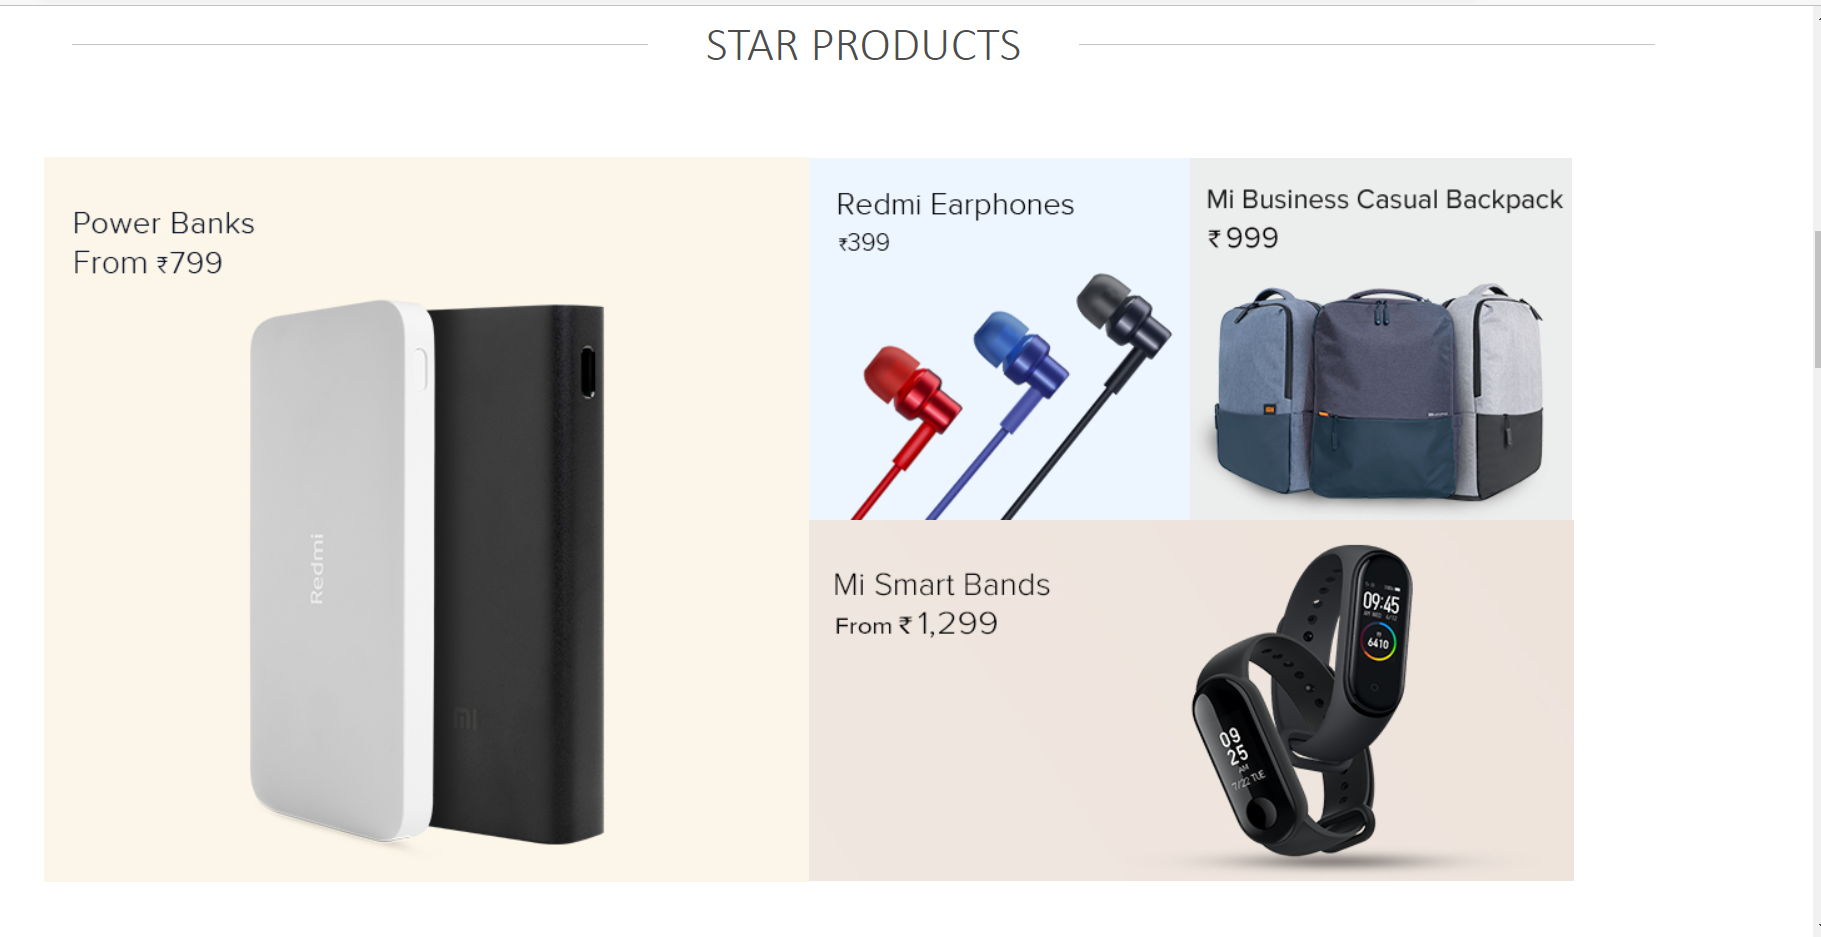 STAR PRODUCTS
Power Banks
From ₹799
Redmi
Redmi Earphones
₹399
Mi Business Casual Backpack
₹999
Mi Smart Bands
From ₹1,299
09:45
6410
09
25
AM
7/22 TUE